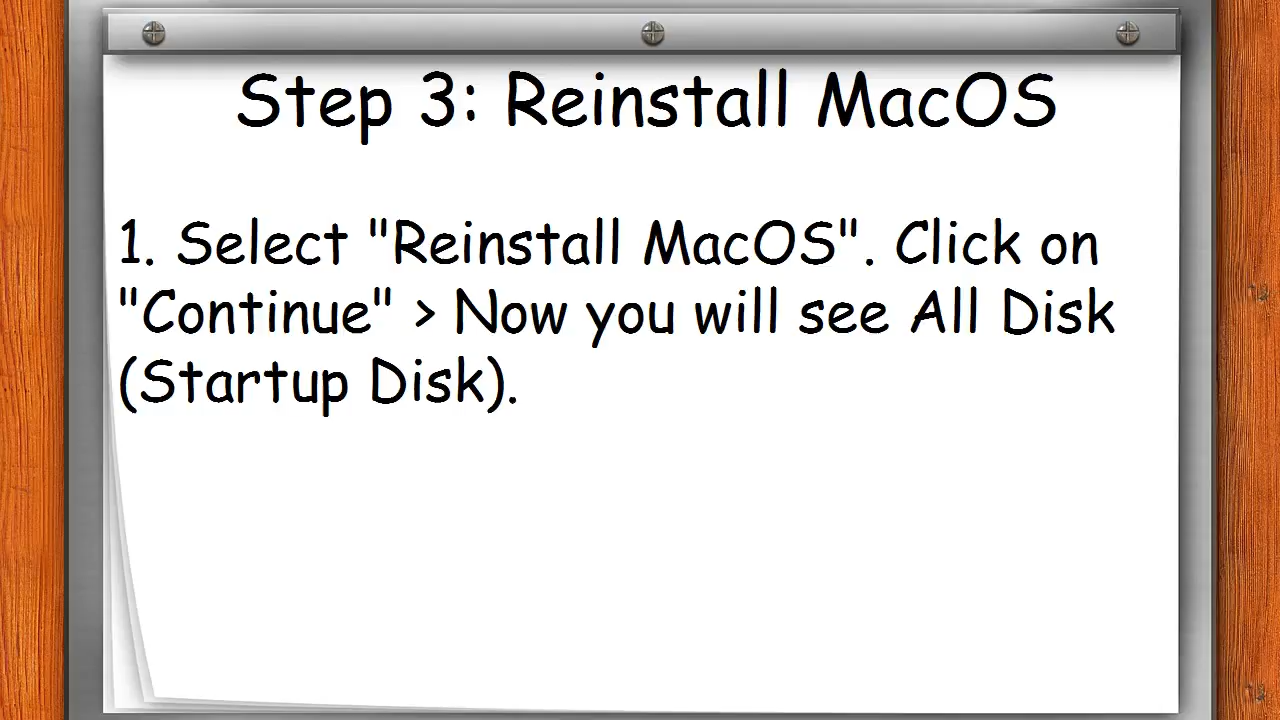 Step 3: Reinstall MacOS
1. Select "Reinstall MacOS". Click on
"Continue" > Now you will see All Disk
(Startup Disk).